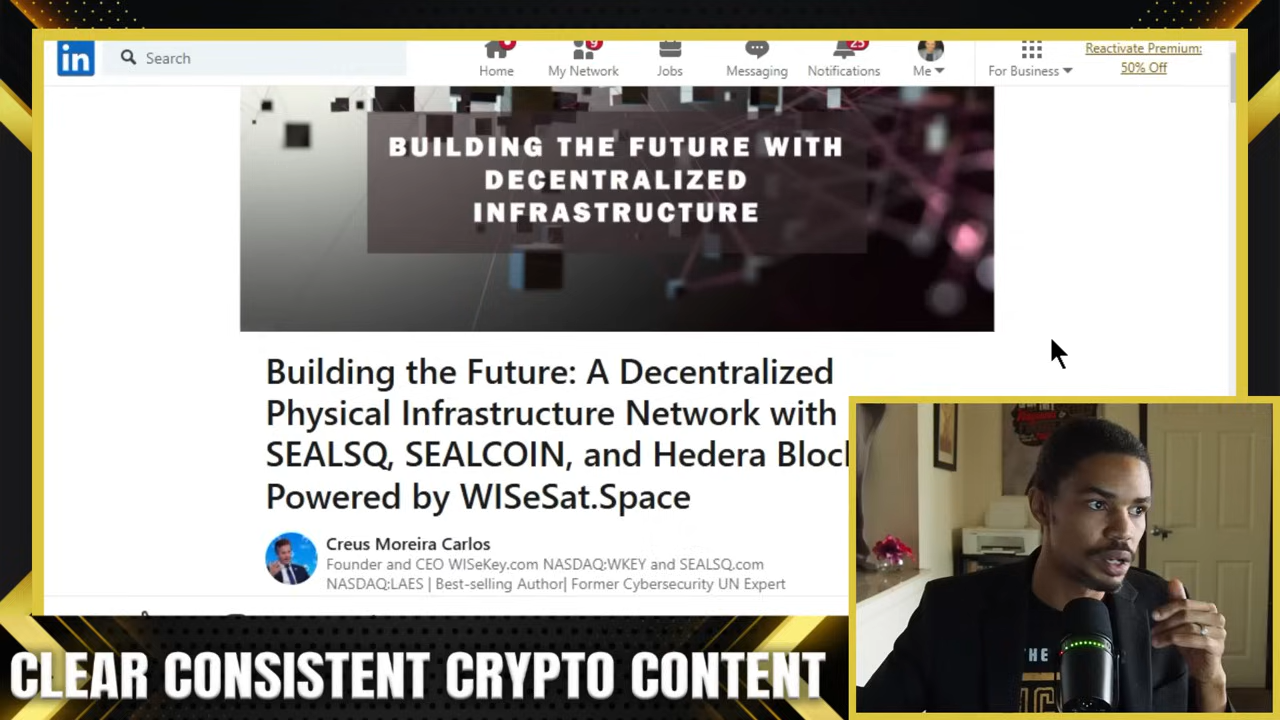 in
Search
9
25
Home
My Network
Jobs
Messaging
Notifications
Me
For Business
Reactivate Premium:
50% Off
BUILDING THE FUTURE WITH
DECENTRALIZED
INFRASTRUCTURE
Building the Future: A Decentralized
Physical Infrastructure Network with
SEALSQ, SEALCOIN, and Hedera Bloc
Powered by WISeSat.Space
Creus Moreira Carlos
Founder and CEO WISeKey.com NASDAQ:WKEY and SEALSQ.com
NASDAQ:LAES | Best-selling Author| Former Cybersecurity UN Expert
THE
CLEAR CONSISTENT CRYPTO CONTENT